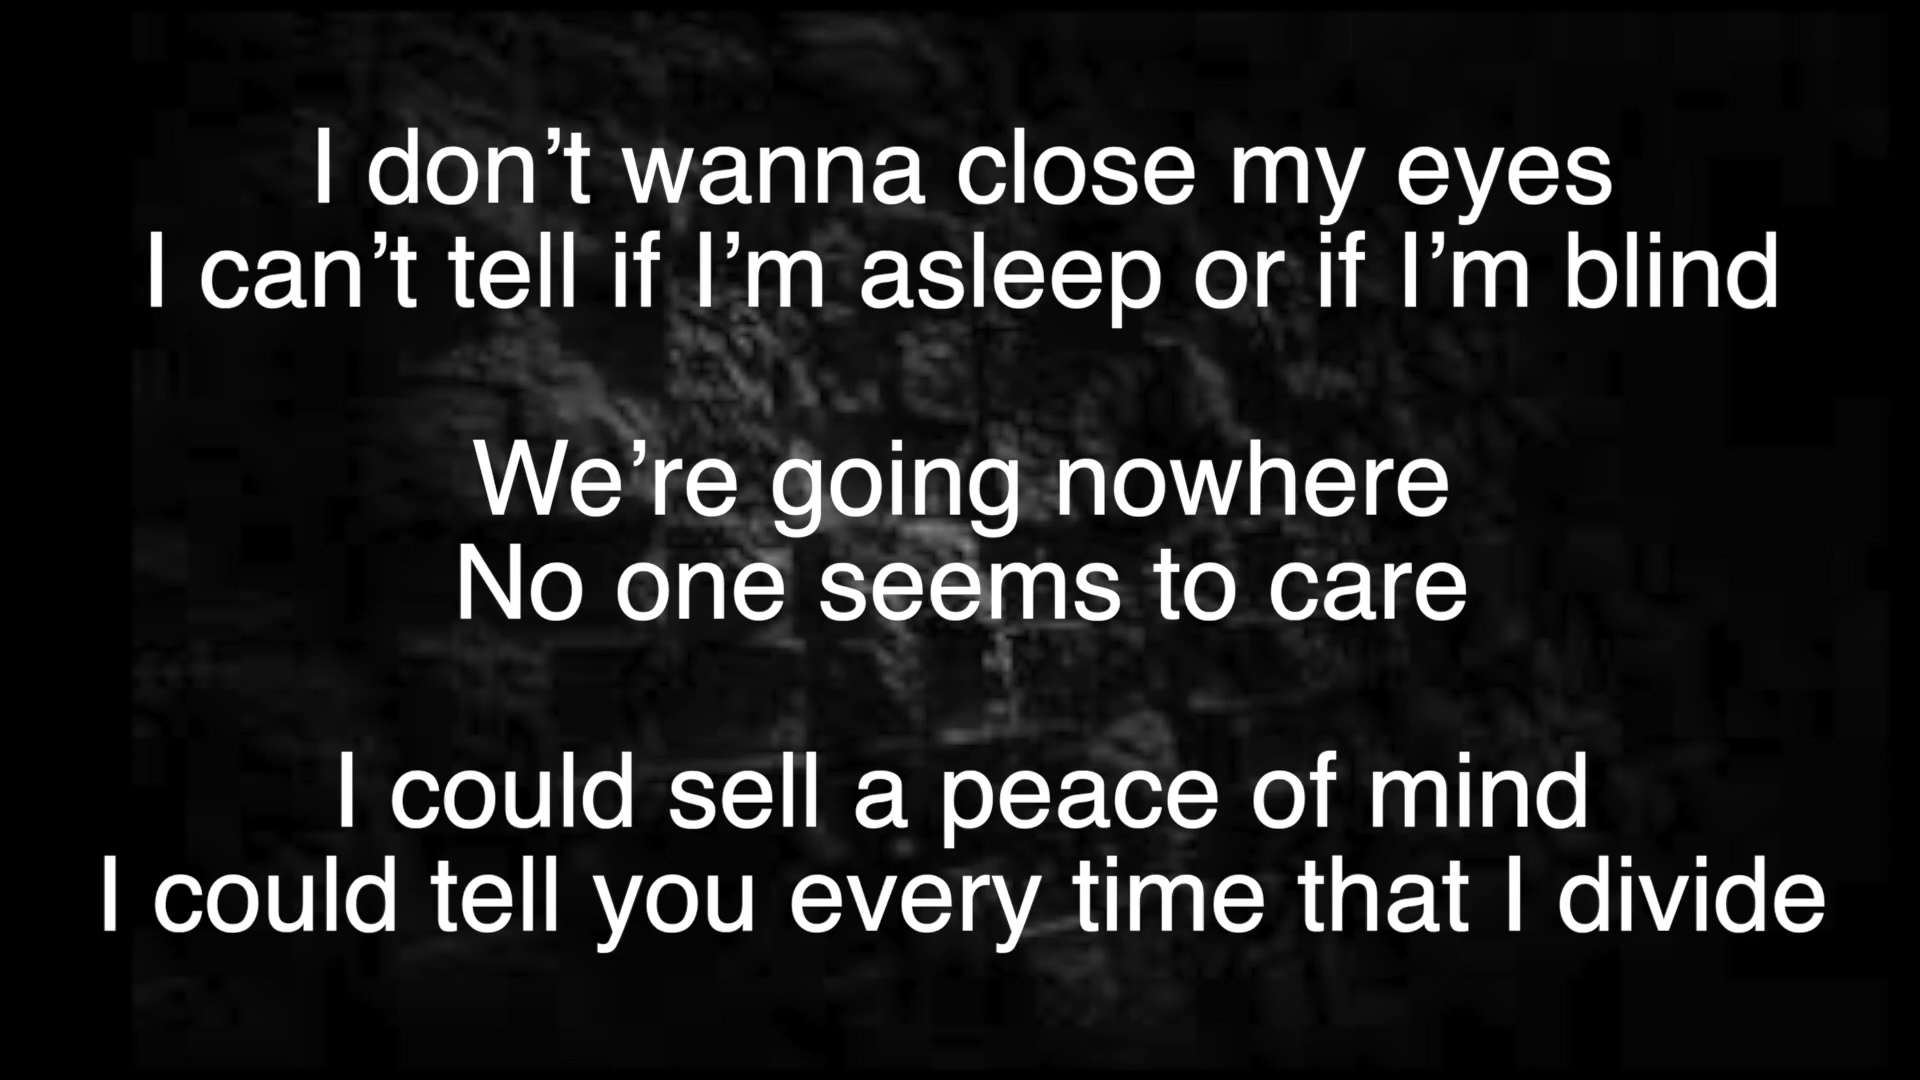 I don’t wanna close my eyes
I can’t tell if I’m asleep or if I’m blind
We’re going nowhere
No one seems to care
I could sell a peace of mind
I could tell you every time that I divide